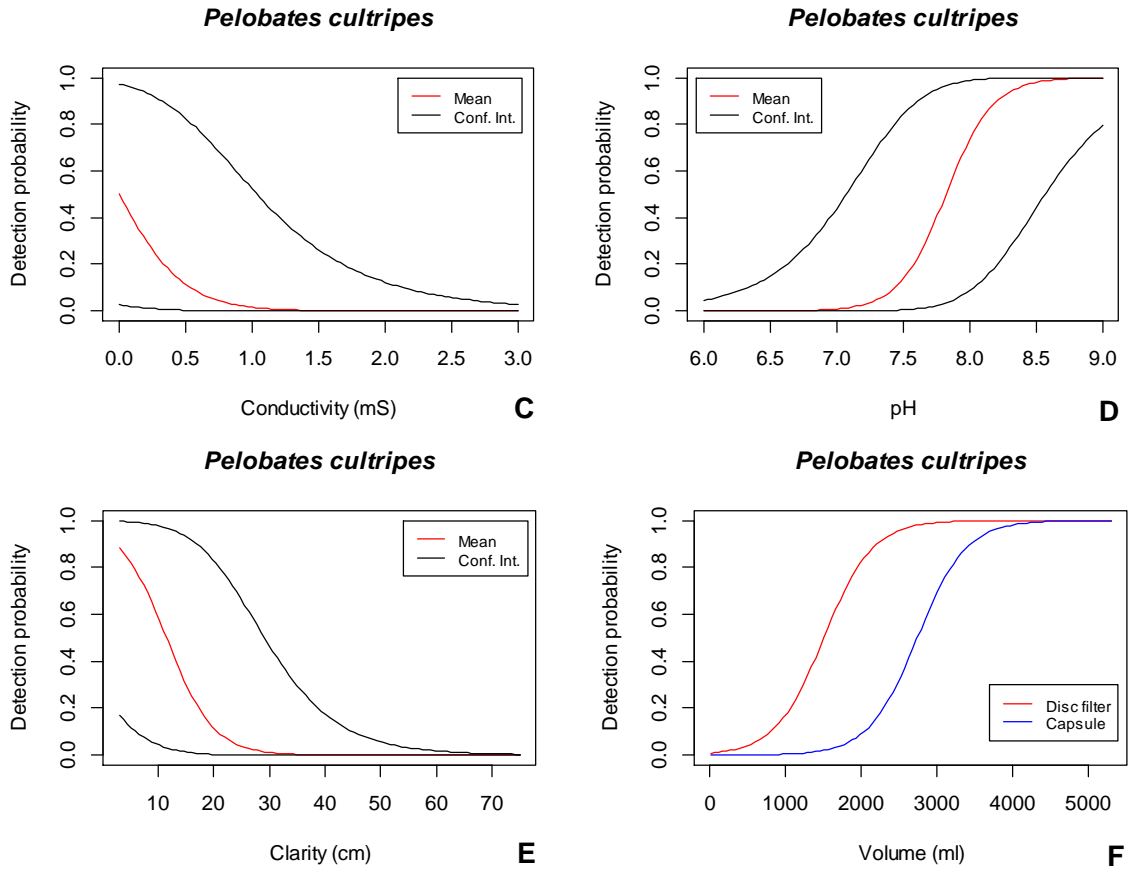 Pelobates cultripes
Detection probability
1.0
0.8
0.6
0.4
0.2
0.0
Mean
Conf. Int.
0.0 0.5 1.0 1.5 2.0 2.5 3.0
Conductivity (mS)
C
Pelobates cultripes
Detection probability
1.0
0.8
0.6
0.4
0.2
0.0
Mean
Conf. Int.
6.0 6.5 7.0 7.5 8.0 8.5 9.0
pH
D
Pelobates cultripes
Detection probability
1.0
0.8
0.6
0.4
0.2
0.0
Mean
Conf. Int.
10 20 30 40 50 60 70
Clarity (cm)
E
Pelobates cultripes
Detection probability
1.0
0.8
0.6
0.4
0.2
0.0
Disc filter
Capsule
0 1000 2000 3000 4000 5000
Volume (ml)
F